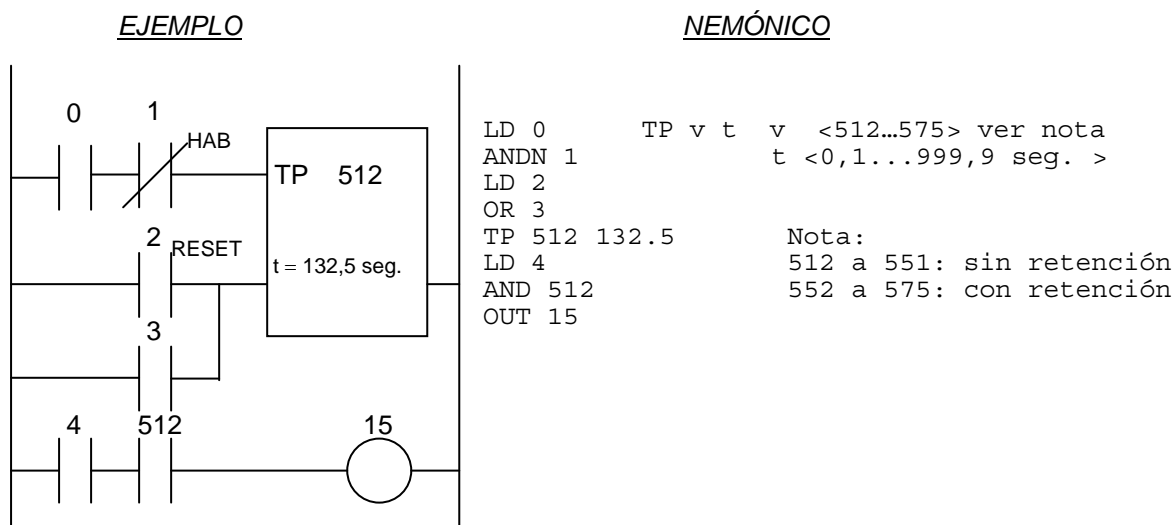 EJEMPLO
NEMÓNICO
0 1
HAB
TP 512
2 RESET
t = 132,5 seg.
3
4 512 15
LD 0 TP v t v <512…575> ver nota
ANDN 1 t <0,1...999,9 seg. >
LD 2
OR 3
TP 512 132.5 Nota:
LD 4 512 a 551: sin retención
AND 512 552 a 575: con retención
OUT 15